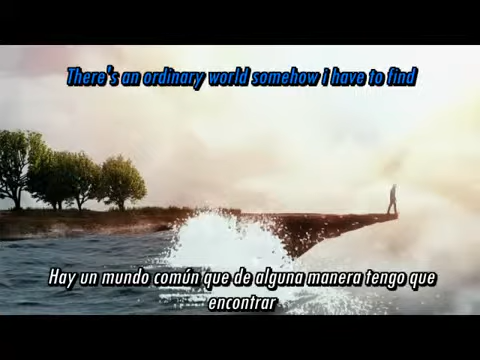 There's an ordinary world somehow i have to find
Hay un mundo común que de alguna manera tengo que
encontrar